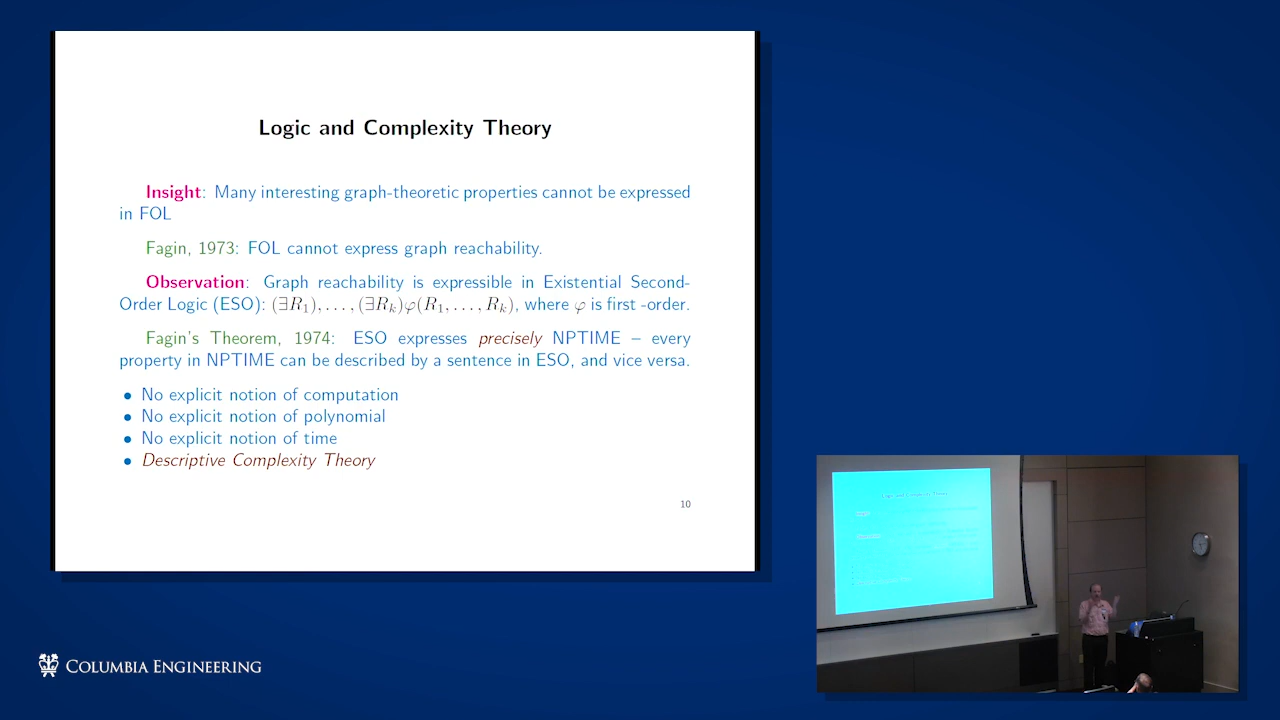 Logic and Complexity Theory
Insight: Many interesting graph-theoretic properties cannot be expressed
in FOL
Fagin, 1973: FOL cannot express graph reachability.
Observation: Graph reachability is expressible in Existential Second-
Order Logic (ESO): (∃R₁), . . . , (∃Rₖ)φ(R₁, . . . , Rₖ), where φ is first -order.
Fagin's Theorem, 1974: ESO expresses precisely NPTIME – every
property in NPTIME can be described by a sentence in ESO, and vice versa.
• No explicit notion of computation
• No explicit notion of polynomial
• No explicit notion of time
• Descriptive Complexity Theory
10
Logic and Complexity Theory
COLUMBIA ENGINEERING